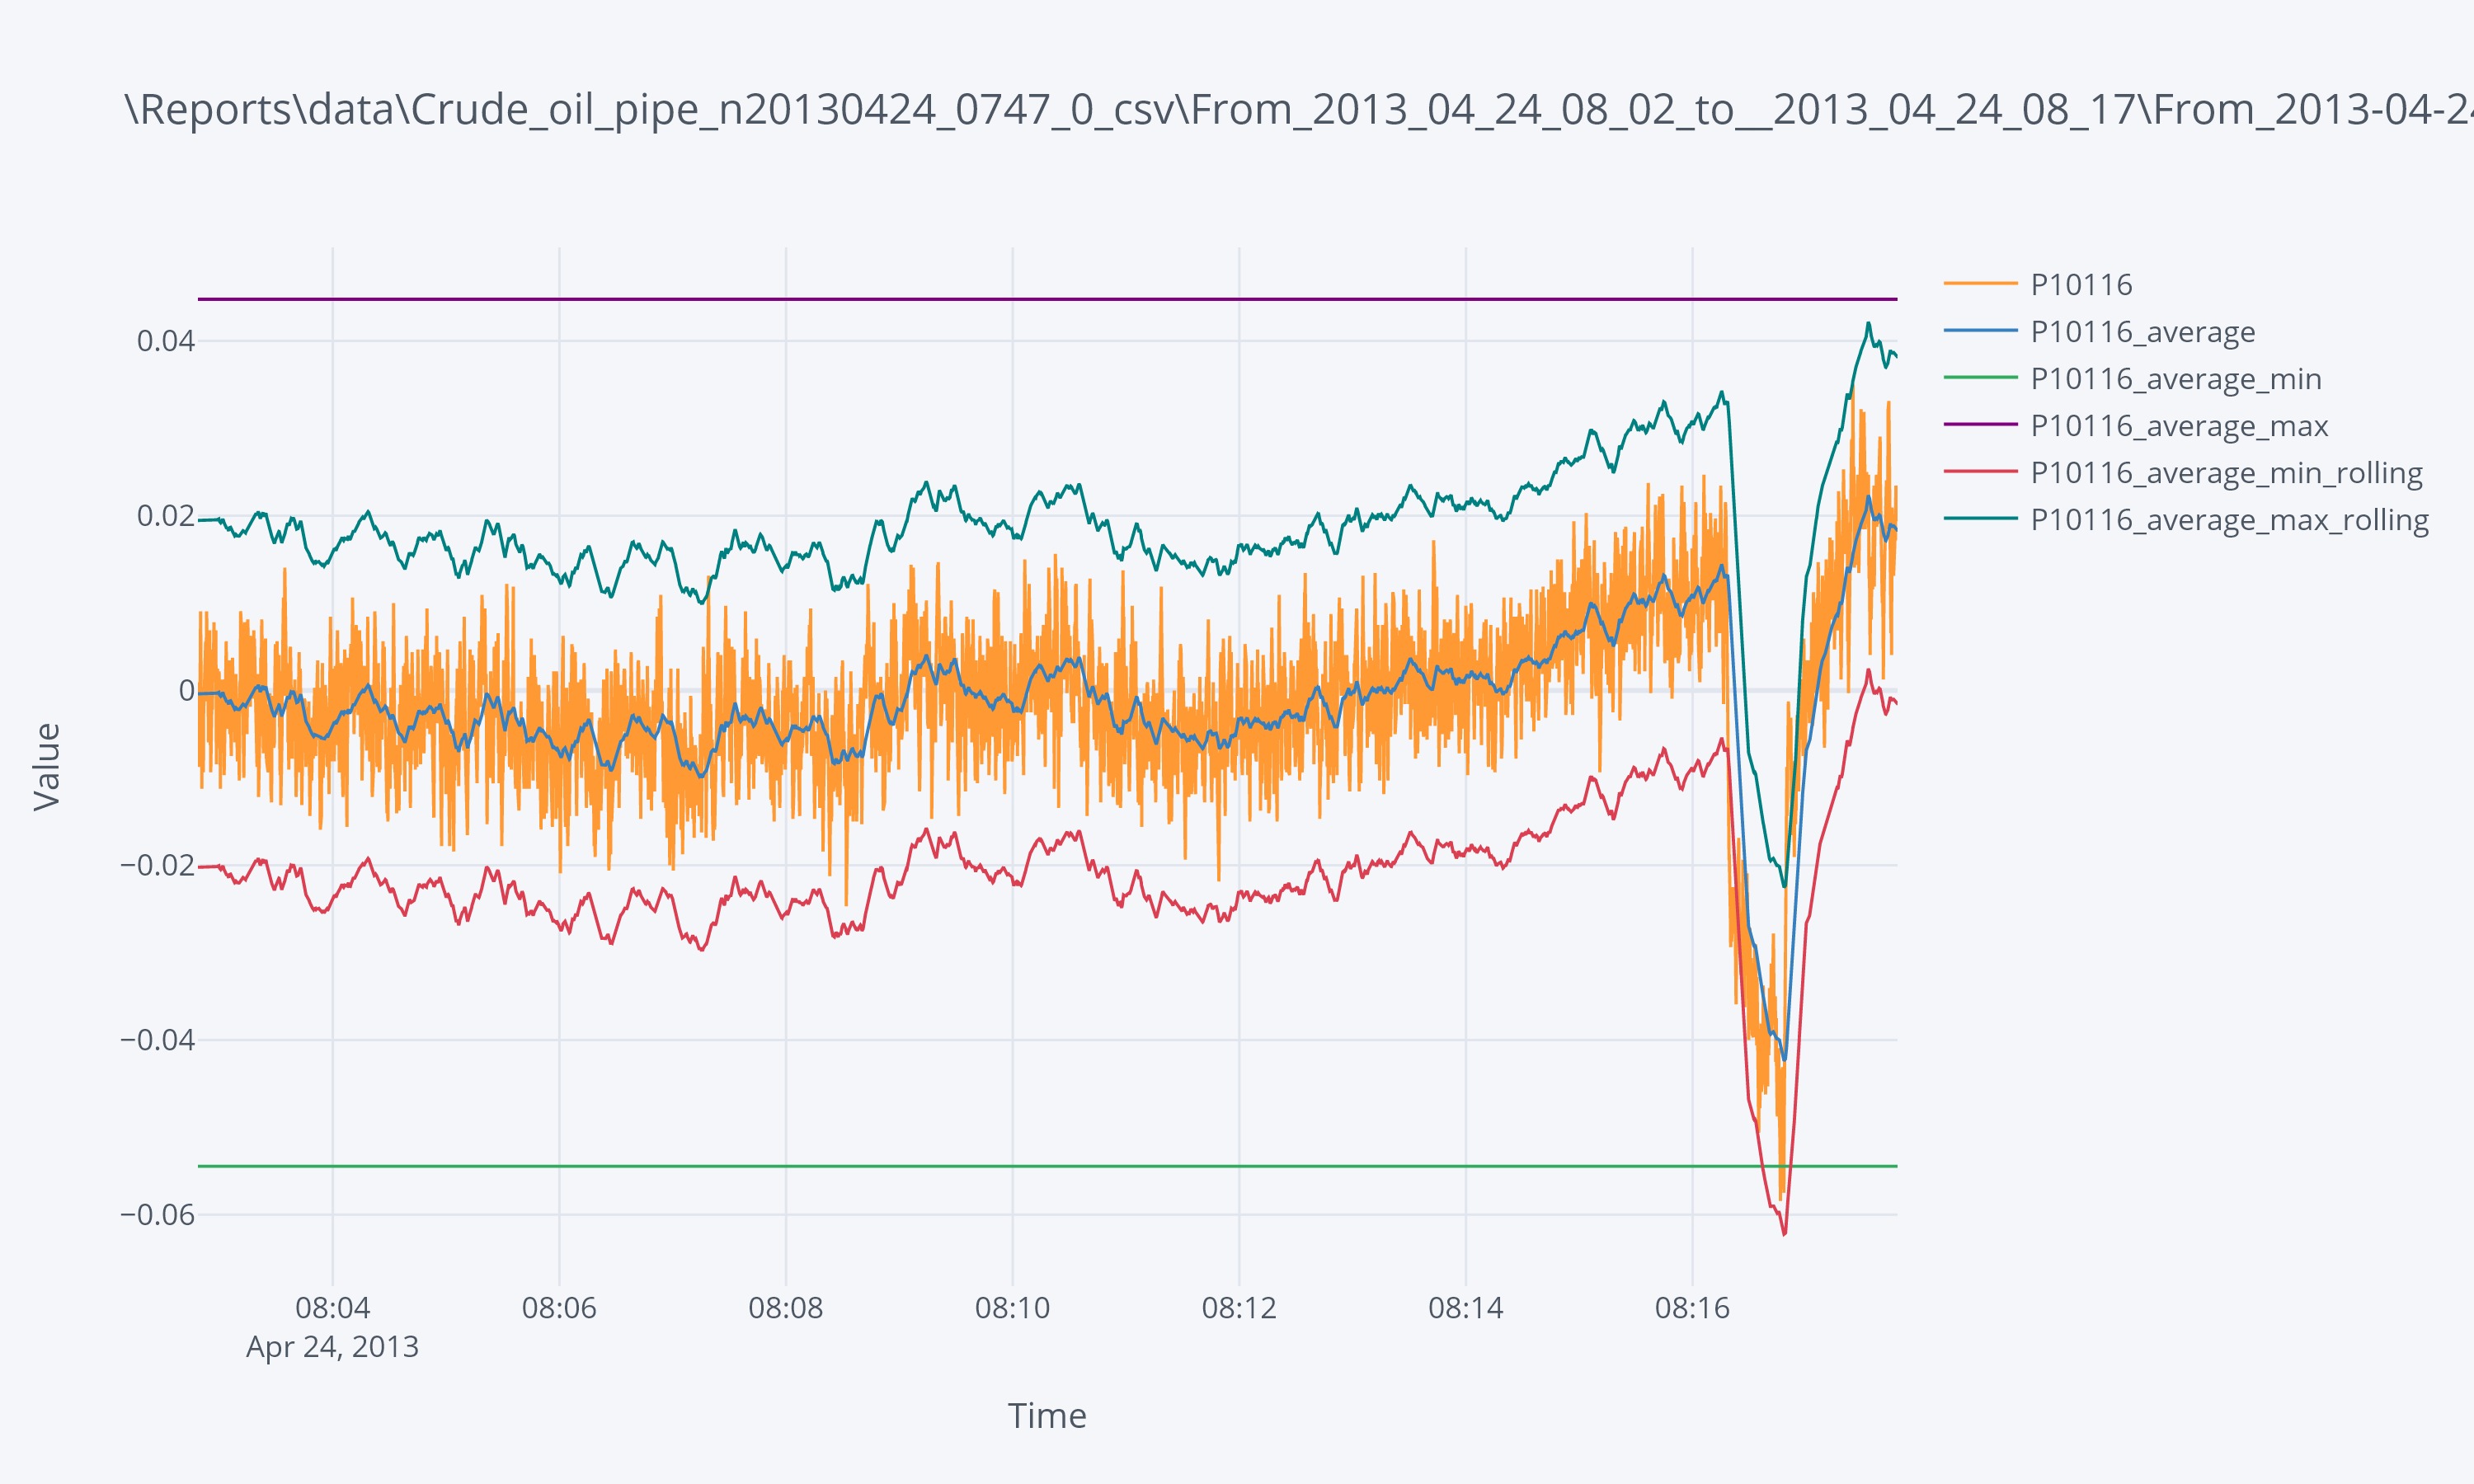 \Reports\data\Crude_oil_pipe_n20130424_0747_0_csv\From_2013_04_24_08_02_to__2013_04_24_08_17\From_2013-04-24
0.04
0.02
0
−0.02
−0.04
−0.06
Value
08:04
08:06
08:08
08:10
08:12
08:14
08:16
Apr 24, 2013
Time
P10116
P10116_average
P10116_average_min
P10116_average_max
P10116_average_min_rolling
P10116_average_max_rolling